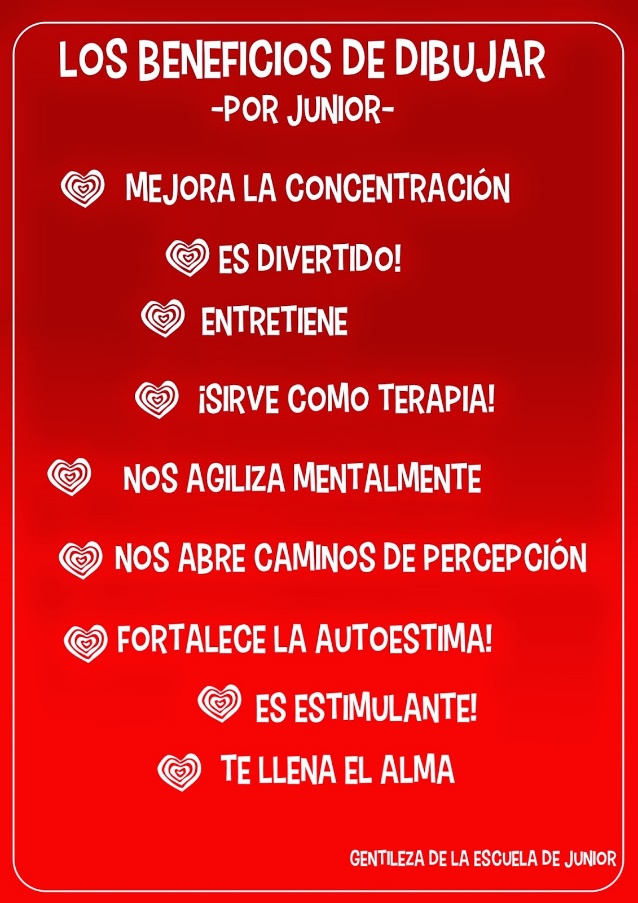 LOS BENEFICIOS DE DIBUJAR
-POR JUNIOR-
MEJORA LA CONCENTRACIÓN
ES DIVERTIDO!
ENTRETIENE
¡SIRVE COMO TERAPIA!
NOS AGILIZA MENTALMENTE
NOS ABRE CAMINOS DE PERCEPCIÓN
FORTALECE LA AUTOESTIMA!
ES ESTIMULANTE!
TE LLENA EL ALMA
GENTILEZA DE LA ESCUELA DE JUNIOR